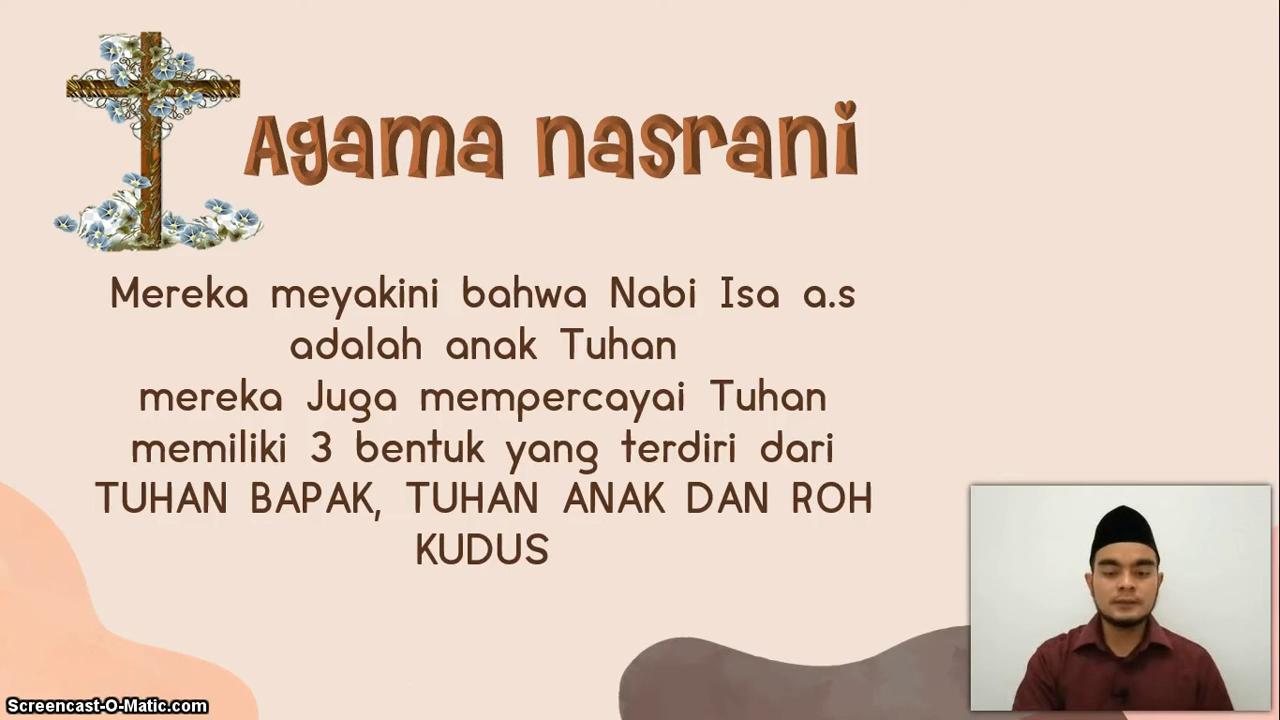 Agama nasrani
Mereka meyakini bahwa Nabi Isa a.s
adalah anak Tuhan
mereka Juga mempercayai Tuhan
memiliki 3 bentuk yang terdiri dari
TUHAN BAPAK, TUHAN ANAK DAN ROH
KUDUS
Screencast-O-Matic.com